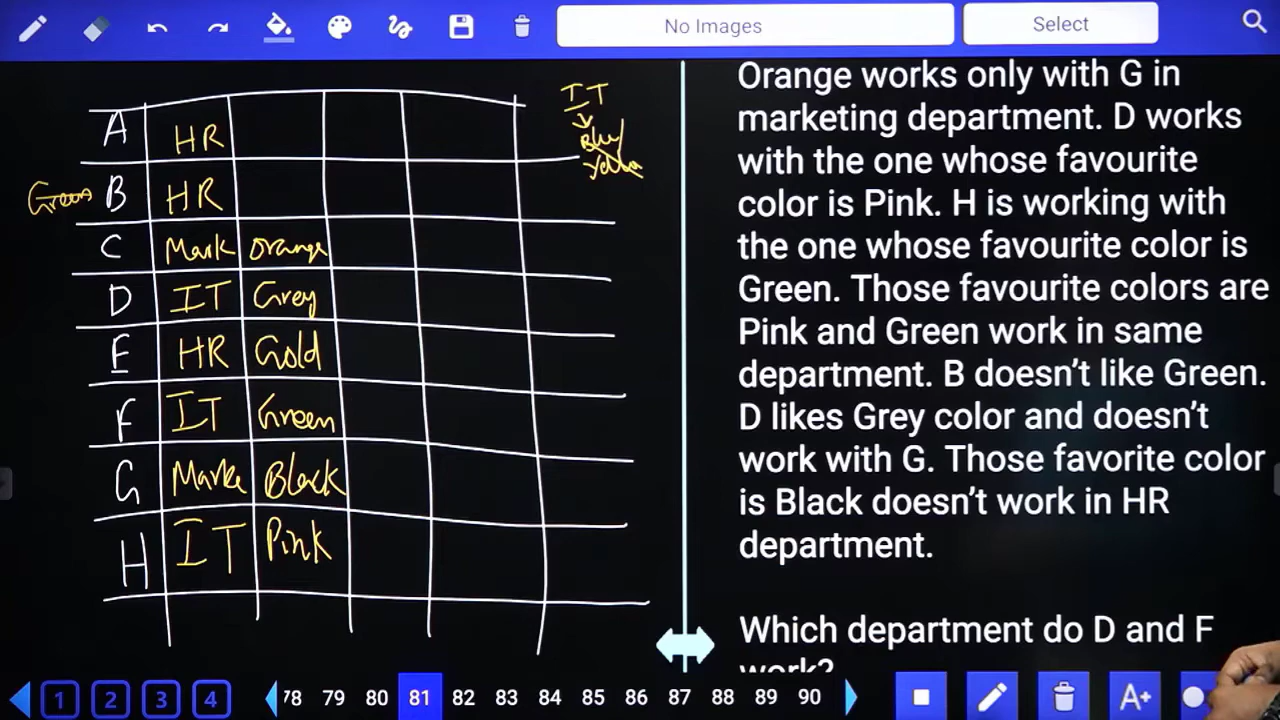 No Images
Select
IT
Blue/
Yellow
A HR
Green B HR
C Mark Orange
D IT Grey
E HR Gold
F IT Green
G Marke Black
H IT Pink
Orange works only with G in
marketing department. D works
with the one whose favourite
color is Pink. H is working with
the one whose favourite color is
Green. Those favourite colors are
Pink and Green work in same
department. B doesn’t like Green.
D likes Grey color and doesn’t
work with G. Those favorite color
is Black doesn’t work in HR
department.
Which department do D and F
work?
1 2 3 4 78 79 80 81 82 83 84 85 86 87 88 89 90 A+